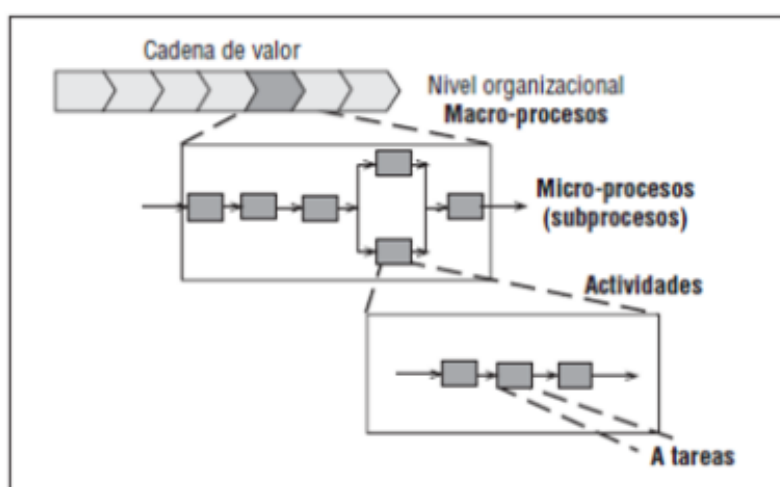 Cadena de valor
Nivel organizacional
Macro-procesos
Micro-procesos
(subprocesos)
Actividades
A tareas